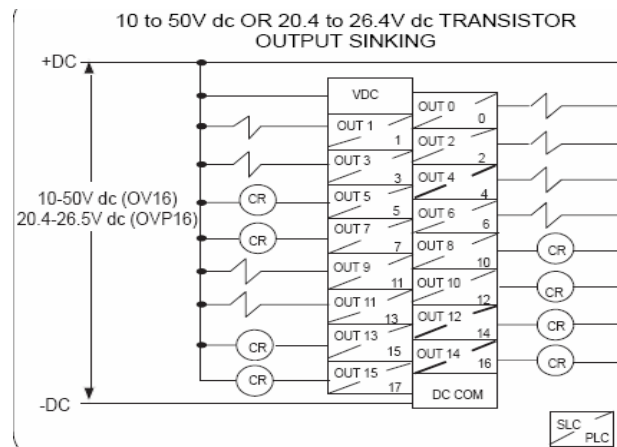 10 to 50V dc OR 20.4 to 26.4V dc TRANSISTOR
OUTPUT SINKING
+DC
VDC
OUT 0
0
OUT 1
1
OUT 2
2
OUT 3
3
OUT 4
4
10-50V dc (OV16)
20.4-26.5V dc (OVP16)
CR
OUT 5
5
OUT 6
6
CR
OUT 7
7
OUT 8
10
CR
OUT 9
11
OUT 10
12
CR
OUT 11
13
OUT 12
14
CR
CR
OUT 13
15
OUT 14
16
CR
CR
OUT 15
17
DC COM
-DC
SLC
PLC